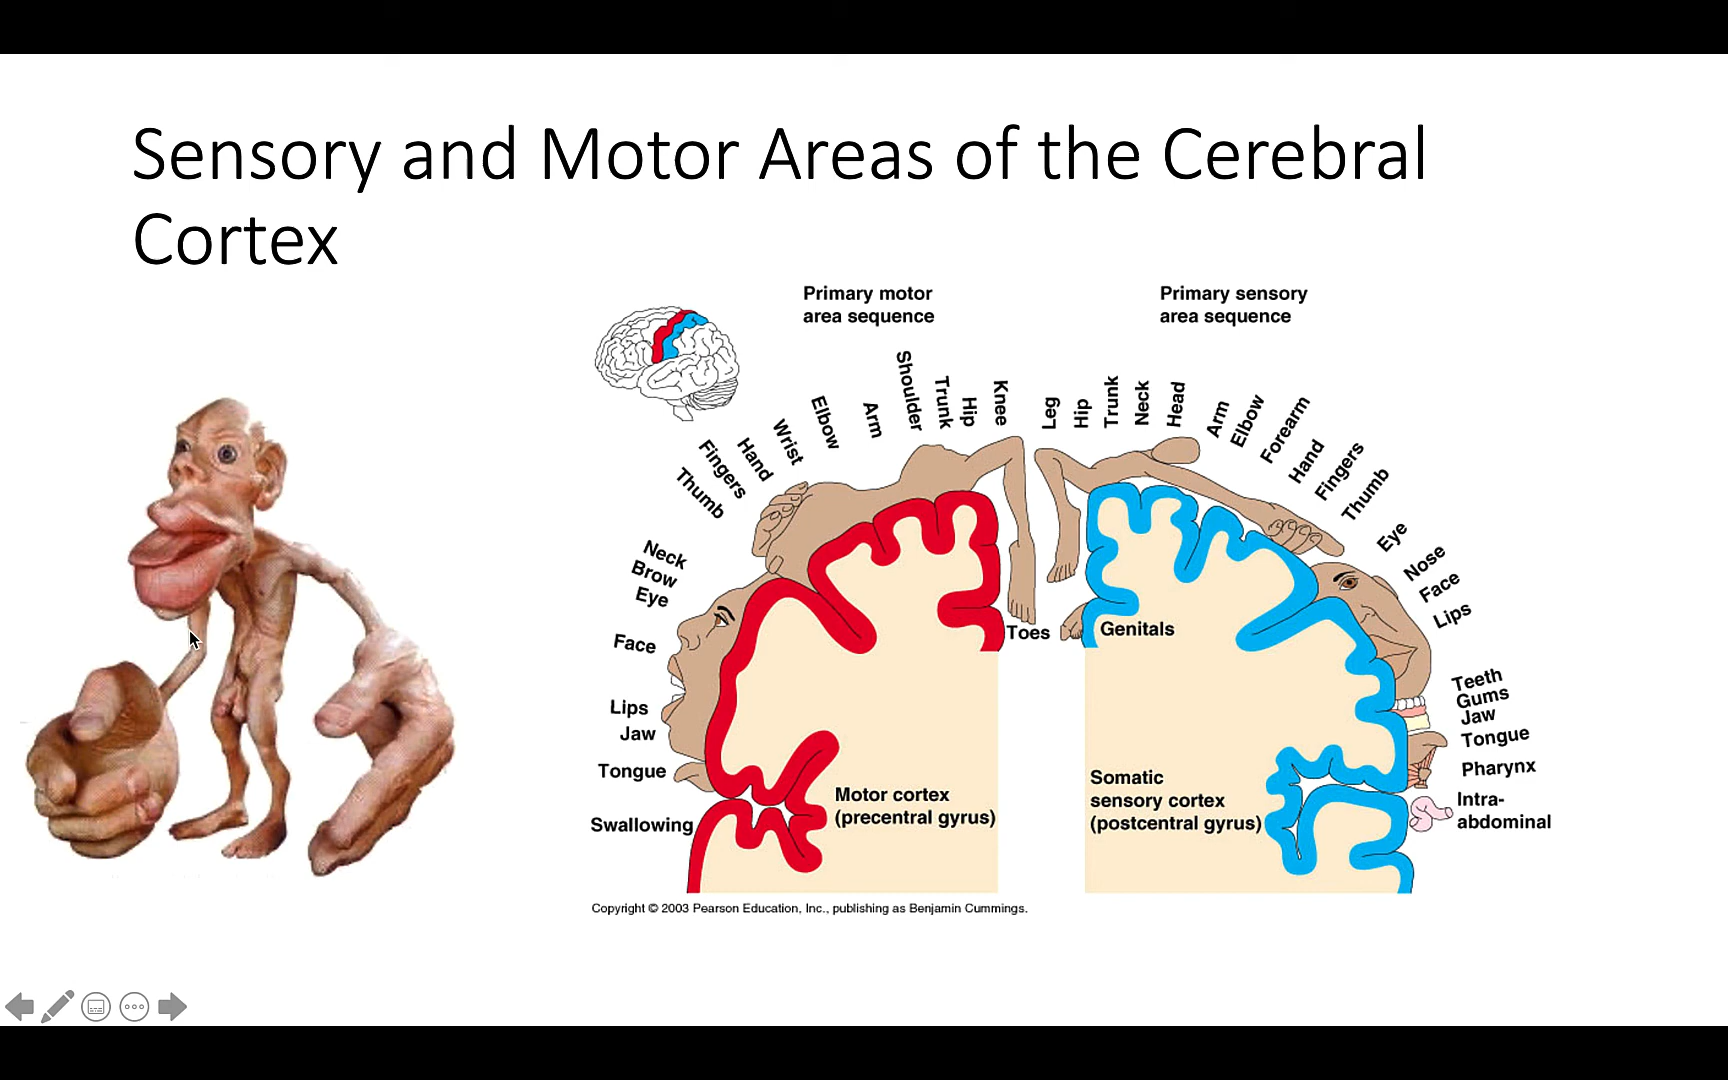 Sensory and Motor Areas of the Cerebral
Cortex
Primary motor
area sequence
Primary sensory
area sequence
Shoulder
Trunk
Hip
Knee
Arm
Elbow
Wrist
Hand
Fingers
Thumb
Neck
Brow
Eye
Face
Lips
Jaw
Tongue
Swallowing
Leg
Hip
Trunk
Neck
Head
Arm
Elbow
Forearm
Hand
Fingers
Thumb
Eye
Nose
Face
Lips
Teeth
Gums
Jaw
Tongue
Pharynx
Intra-
abdominal
Toes
Genitals
Motor cortex
(precentral gyrus)
Somatic
sensory cortex
(postcentral gyrus)
Copyright © 2003 Pearson Education, Inc., publishing as Benjamin Cummings.